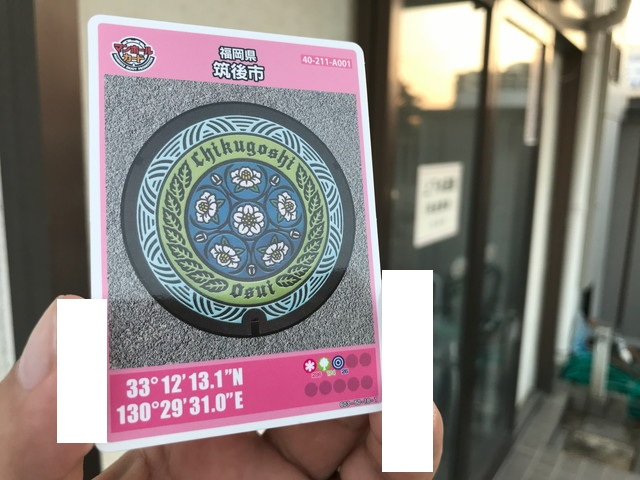 マンホール
カード
福岡県
筑後市
40-211-A001
Chikugoshi
Osui
33°12'13.1"N
130°29'31.0"E